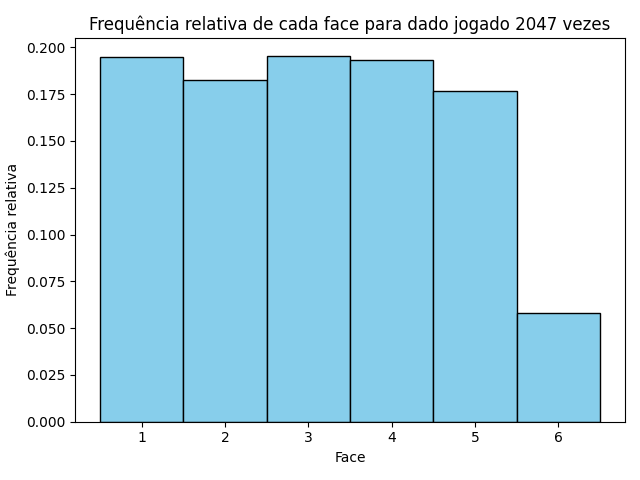 Frequência relativa de cada face para dado jogado 2047 vezes
0.200
0.175
0.150
0.125
0.100
0.075
0.050
0.025
0.000
Frequência relativa
1 2 3 4 5 6
Face